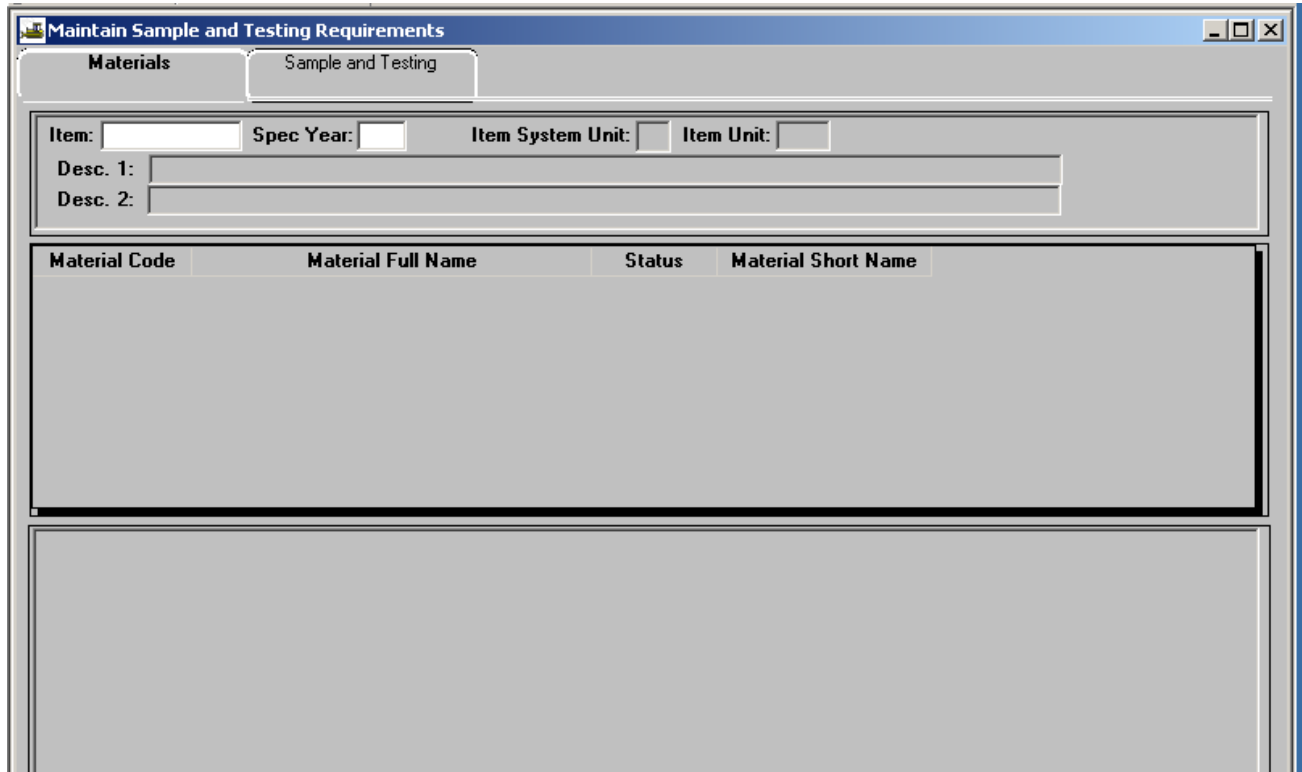 Maintain Sample and Testing Requirements
Materials Sample and Testing
Item: Spec Year: Item System Unit: Item Unit:
Desc. 1:
Desc. 2:
Material Code Material Full Name Status Material Short Name